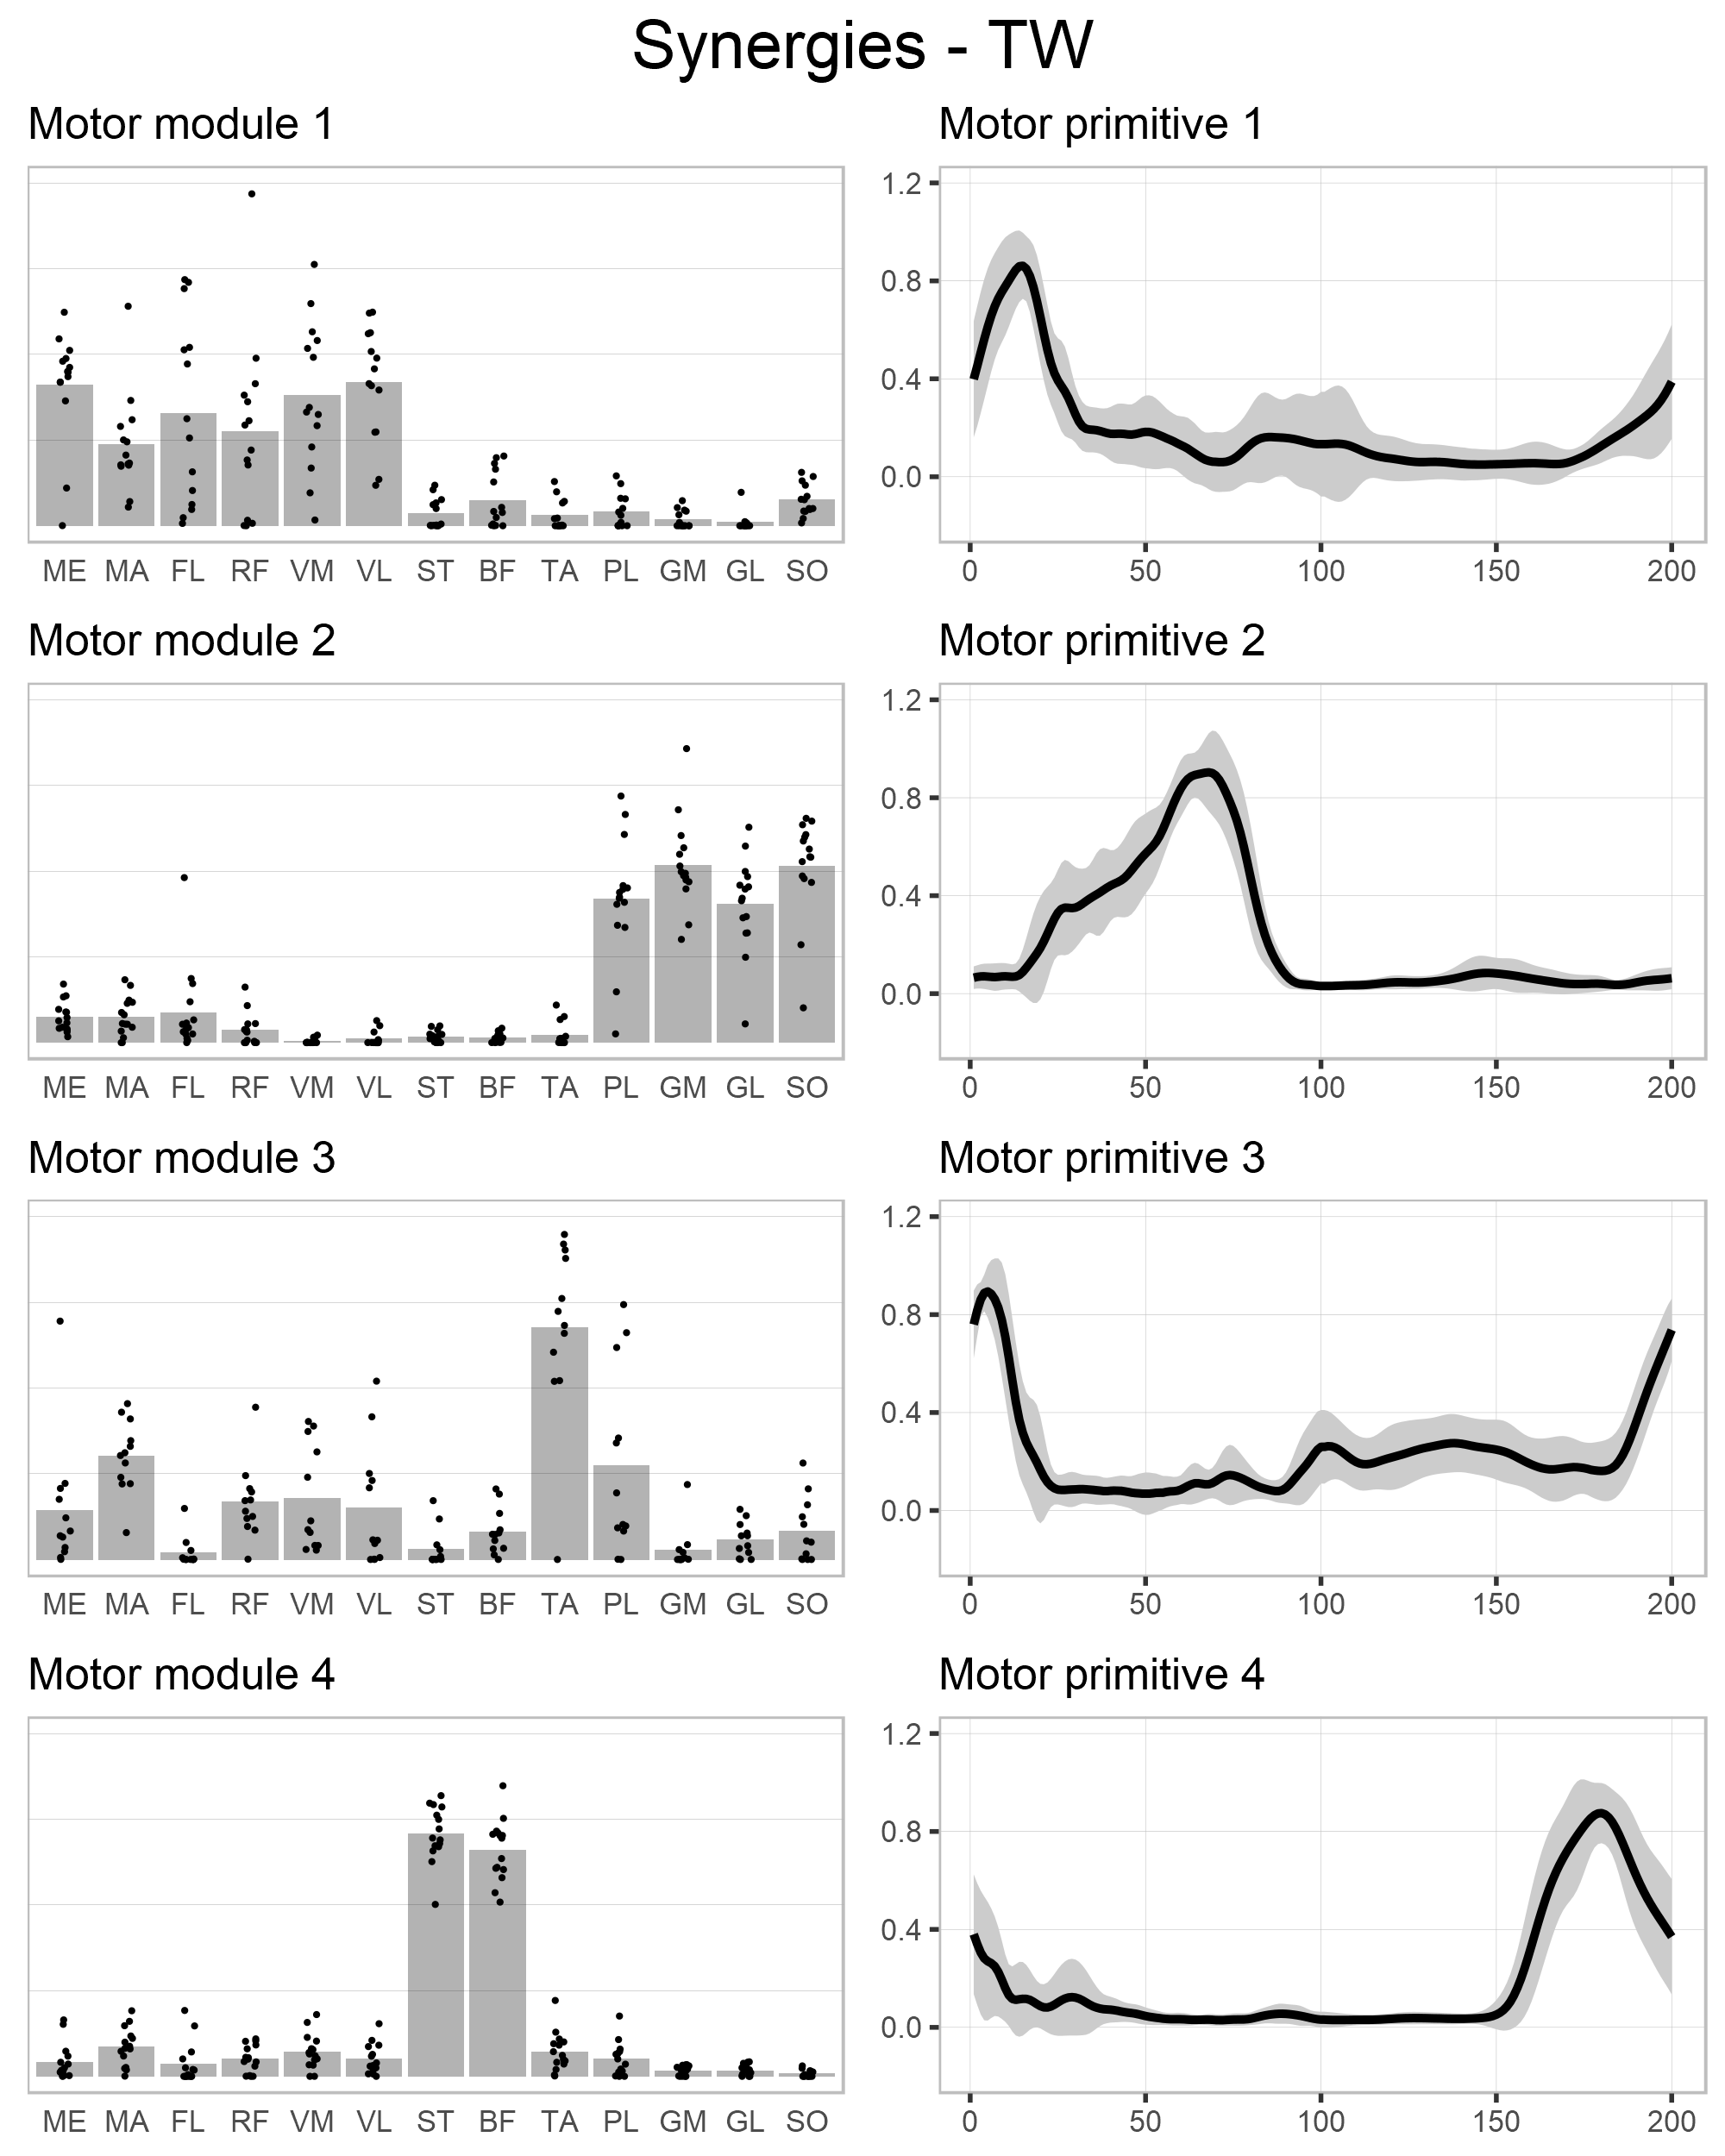 Synergies - TW
Motor module 1
Motor primitive 1
1.2
0.8
0.4
0.0
ME MA FL RF VM VL ST BF TA PL GM GL SO
0 50 100 150 200
Motor module 2
Motor primitive 2
1.2
0.8
0.4
0.0
ME MA FL RF VM VL ST BF TA PL GM GL SO
0 50 100 150 200
Motor module 3
Motor primitive 3
1.2
0.8
0.4
0.0
ME MA FL RF VM VL ST BF TA PL GM GL SO
0 50 100 150 200
Motor module 4
Motor primitive 4
1.2
0.8
0.4
0.0
ME MA FL RF VM VL ST BF TA PL GM GL SO
0 50 100 150 200